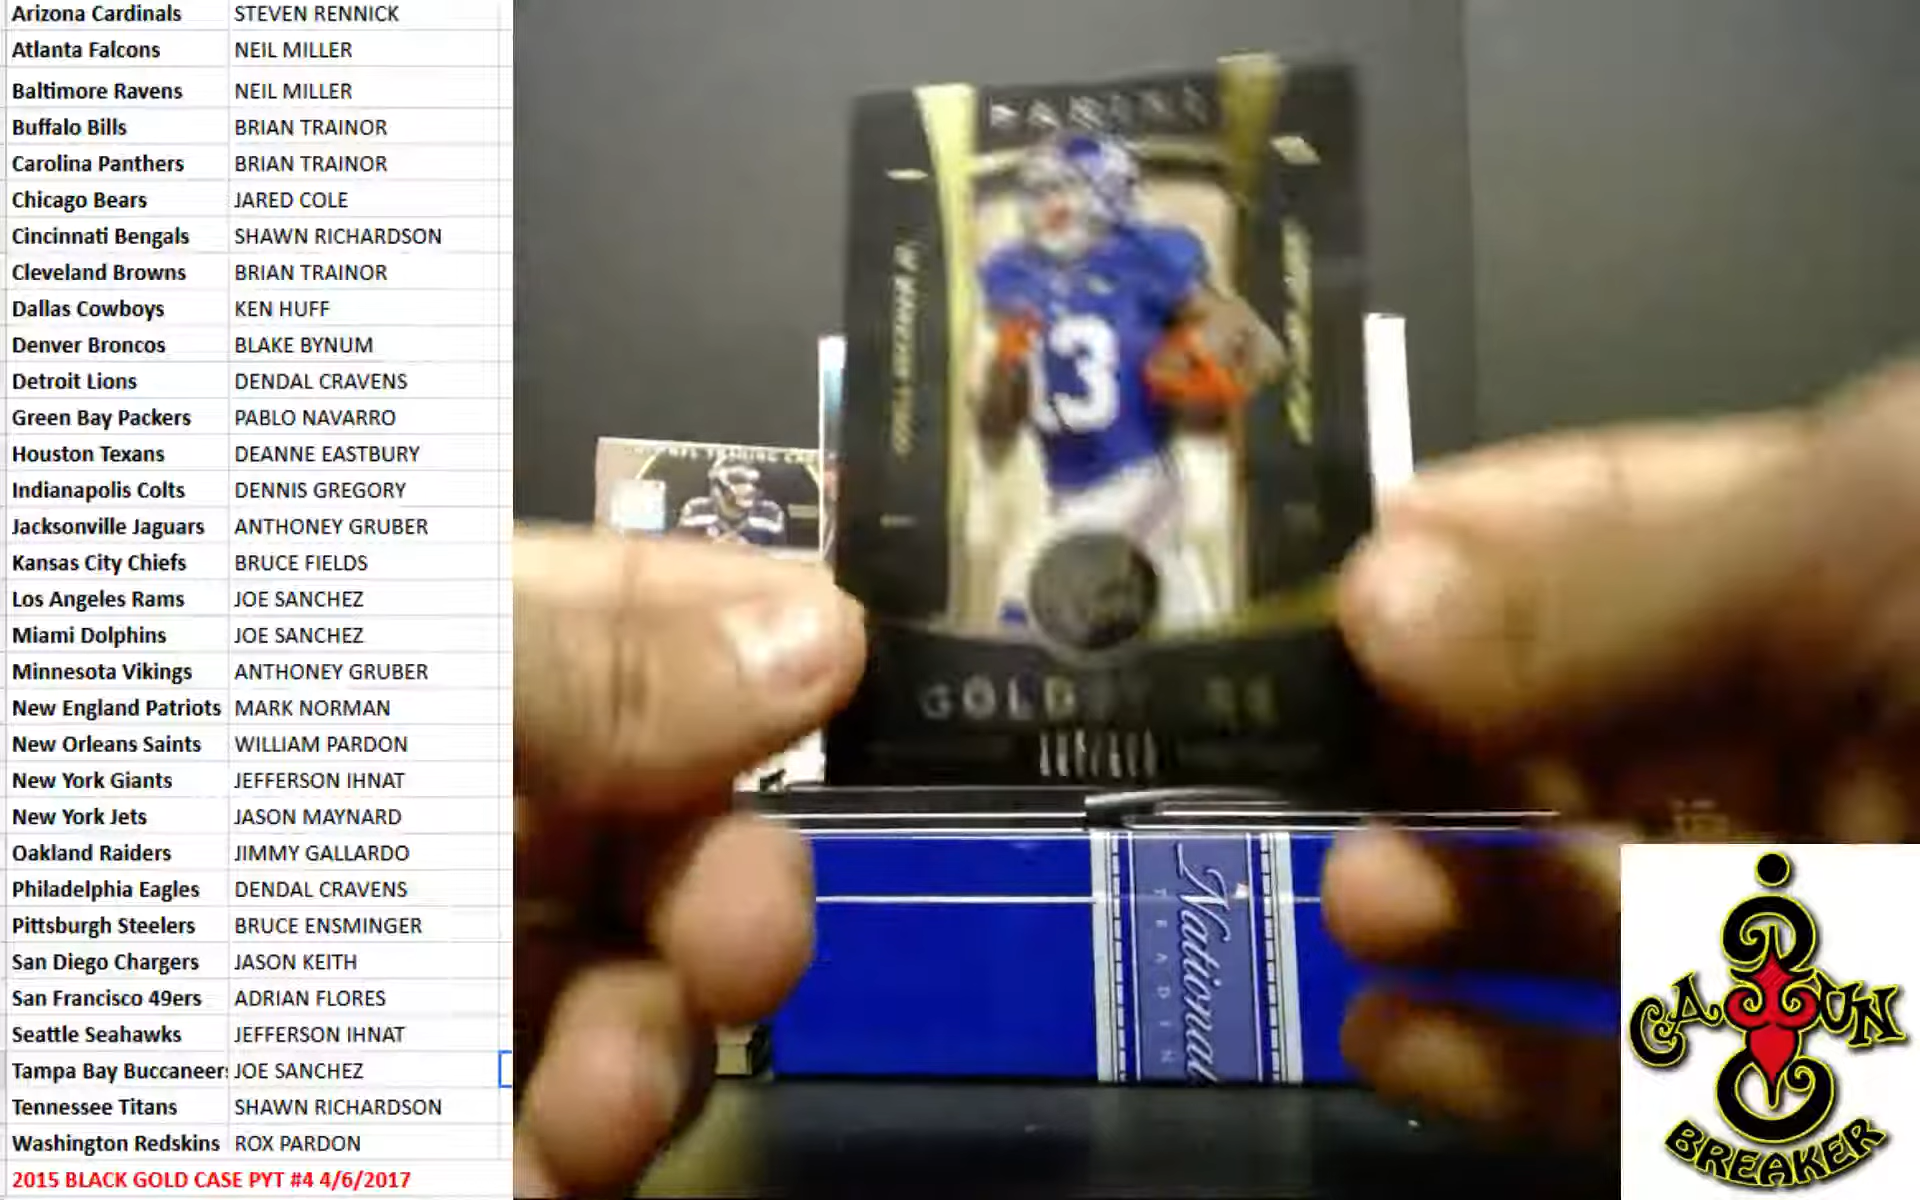 Arizona Cardinals STEVEN RENNICK
Atlanta Falcons NEIL MILLER
Baltimore Ravens NEIL MILLER
Buffalo Bills BRIAN TRAINOR
Carolina Panthers BRIAN TRAINOR
Chicago Bears JARED COLE
Cincinnati Bengals SHAWN RICHARDSON
Cleveland Browns BRIAN TRAINOR
Dallas Cowboys KEN HUFF
Denver Broncos BLAKE BYNUM
Detroit Lions DENDAL CRAVENS
Green Bay Packers PABLO NAVARRO
Houston Texans DEANNE EASTBURY
Indianapolis Colts DENNIS GREGORY
Jacksonville Jaguars ANTHONEY GRUBER
Kansas City Chiefs BRUCE FIELDS
Los Angeles Rams JOE SANCHEZ
Miami Dolphins JOE SANCHEZ
Minnesota Vikings ANTHONEY GRUBER
New England Patriots MARK NORMAN
New Orleans Saints WILLIAM PARDON
New York Giants JEFFERSON IHNAT
New York Jets JASON MAYNARD
Oakland Raiders JIMMY GALLARDO
Philadelphia Eagles DENDAL CRAVENS
Pittsburgh Steelers BRUCE ENSMINGER
San Diego Chargers JASON KEITH
San Francisco 49ers ADRIAN FLORES
Seattle Seahawks JEFFERSON IHNAT
Tampa Bay Buccaneers JOE SANCHEZ
Tennessee Titans SHAWN RICHARDSON
Washington Redskins ROX PARDON
2015 BLACK GOLD CASE PYT #4 4/6/2017
PANINI
13
National
CAJUN
BREAKER